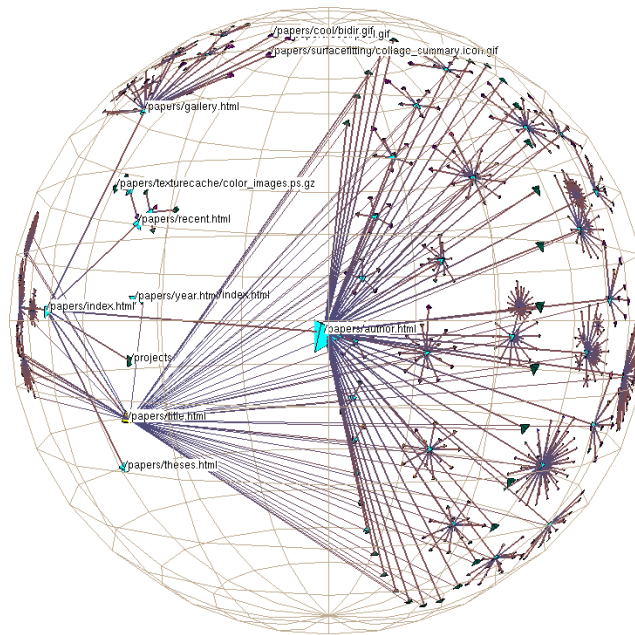 /papers/cool/bidir.gif
gif
/papers/surfacefitting/collage_summary.icon.gif
/papers/gallery.html
/papers/texturecache/color_images.ps.gz
/papers/recent.html
/papers/year.html
/index.html
/papers/index.html
/papers/author.html
/projects
/papers/title.html
/papers/theses.html